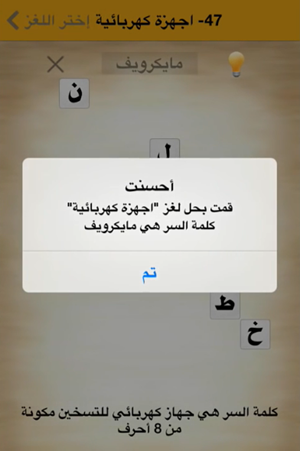 47- اجهزة كهربائية إختر اللغز
مايكرويف
ن
ل
أحسنت
قمت بحل لغز "اجهزة كهربائية"
كلمة السر هي مايكرويف
تم
ط
خ
كلمة السر هي جهاز كهربائي للتسخين مكونة
من 8 أحرف